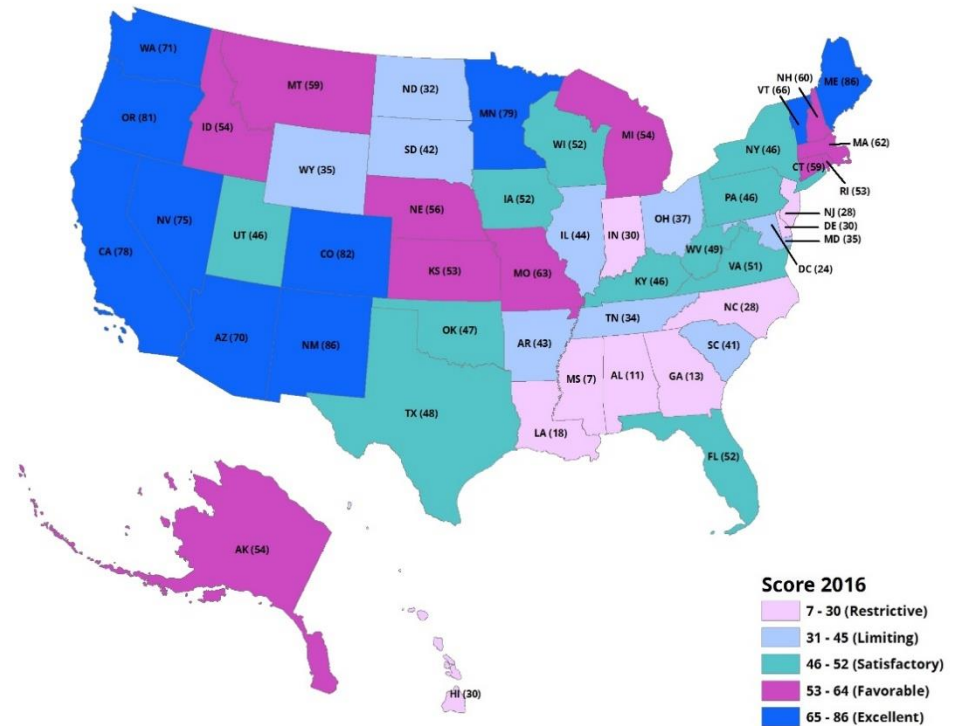 WA (71)
OR (81)
CA (78)
NV (75)
ID (54)
MT (59)
WY (35)
UT (46)
CO (82)
AZ (70)
NM (86)
ND (32)
SD (42)
NE (56)
KS (53)
OK (47)
TX (48)
MN (79)
IA (52)
MO (63)
AR (43)
LA (18)
WI (52)
IL (44)
MI (54)
IN (30)
OH (37)
KY (46)
TN (34)
MS (7)
AL (11)
GA (13)
FL (52)
SC (41)
NC (28)
VA (51)
WV (49)
PA (46)
NY (46)
VT (66)
NH (60)
ME (86)
MA (62)
CT (59)
RI (53)
NJ (28)
DE (30)
MD (35)
DC (24)
AK (54)
HI (30)
Score 2016
7 - 30 (Restrictive)
31 - 45 (Limiting)
46 - 52 (Satisfactory)
53 - 64 (Favorable)
65 - 86 (Excellent)